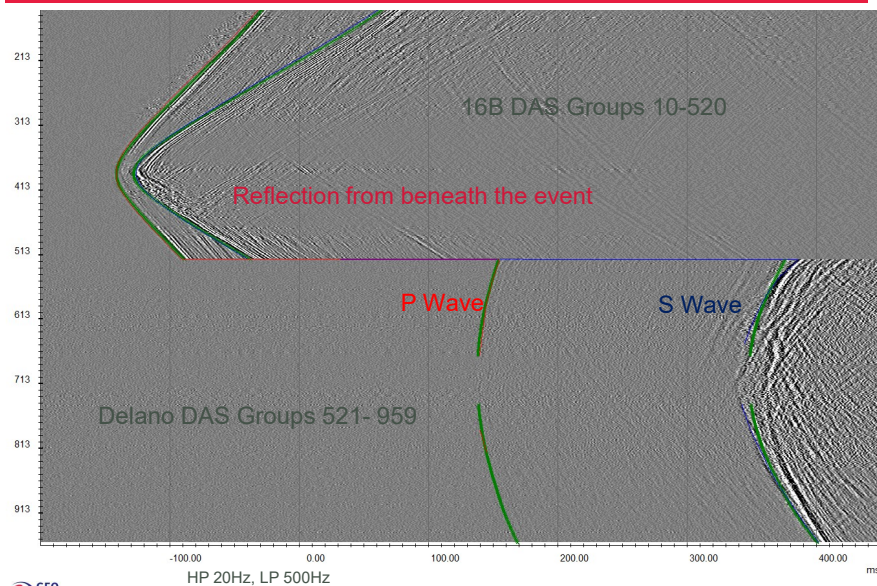 213
16B DAS Groups 10-520
313
413
Reflection from beneath the event
513
P Wave
S Wave
613
713
Delano DAS Groups 521- 959
813
913
-100.00 0.00 100.00 200.00 300.00 400.00
ms
HP 20Hz, LP 500Hz